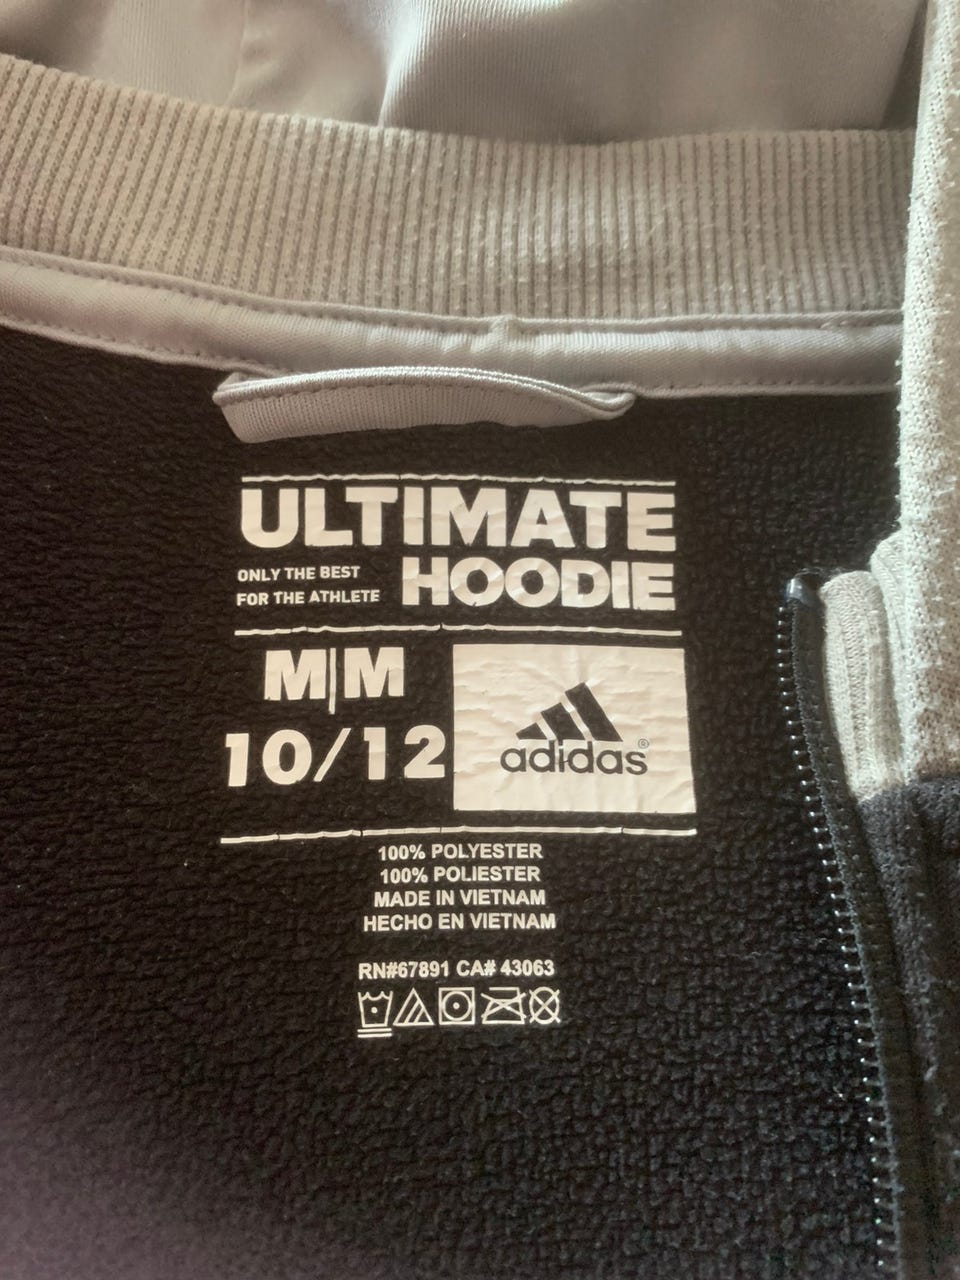 ULTIMATE
ONLY THE BEST
FOR THE ATHLETE
HOODIE
M|M
10/12
adidas®
100% POLYESTER
100% POLIESTER
MADE IN VIETNAM
HECHO EN VIETNAM
RN#67891 CA# 43063